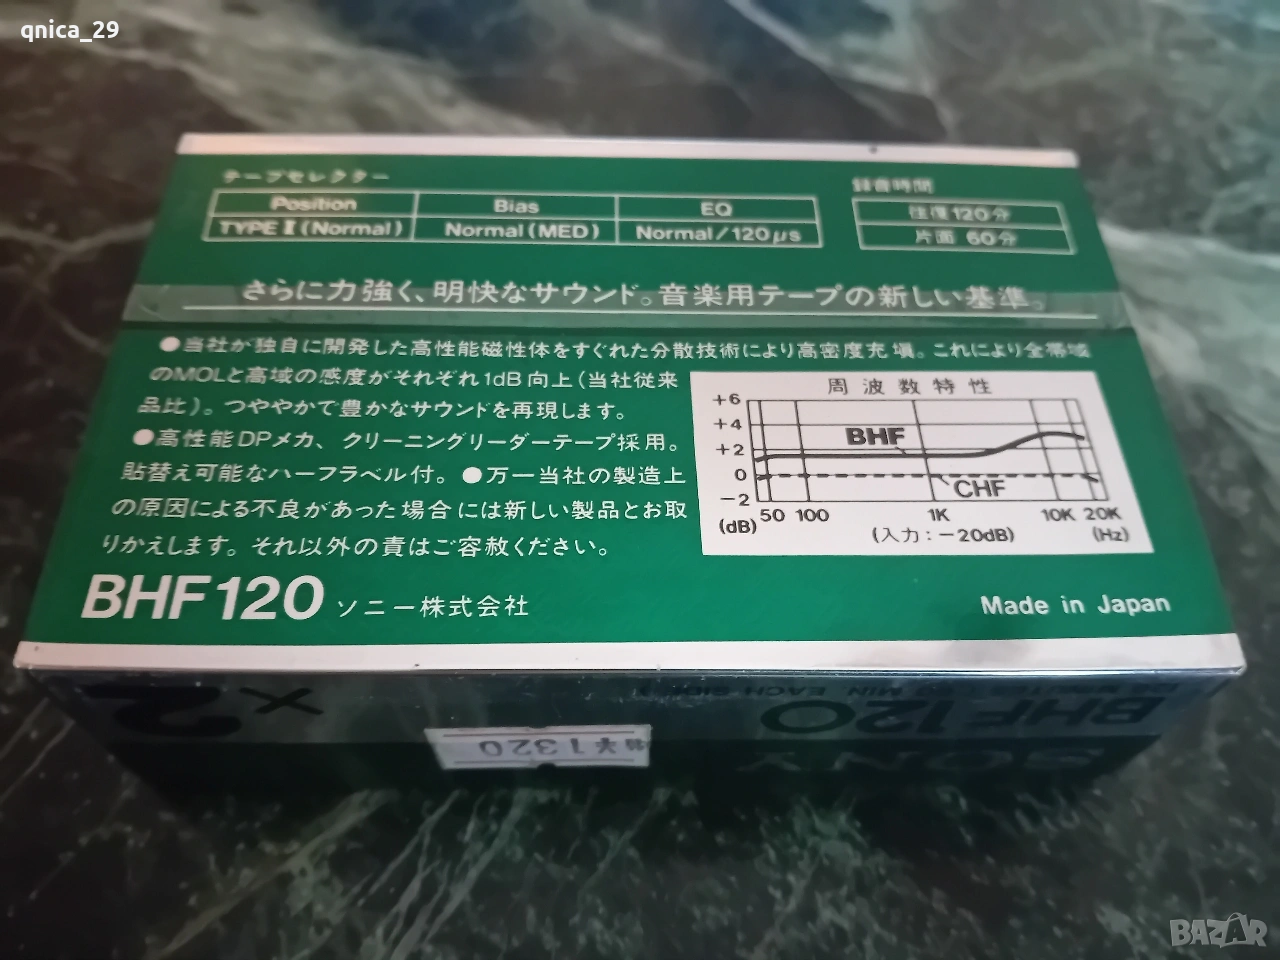 qnica_29
テープセレクター
録音時間
Position Bias EQ
TYPE I (Normal) Normal (MED) Normal/120μs
往復 120分
片面 60分
さらに力強く、明快なサウンド。音楽用テープの新しい基準。
●当社が独自に開発した高性能磁性体をすぐれた分散技術により高密度充填。これにより全帯域
のMOLと高域の感度がそれぞれ1dB向上(当社従来
品比)。つややかで豊かなサウンドを再現します。
●高性能DPメカ、クリーニングリーダーテープ採用。
貼替え可能なハーフラベル付。●万一当社の製造上
の原因による不良があった場合には新しい製品とお取
りかえします。それ以外の責はご容赦ください。
周波数特性
+6
+4
BHF
+2
0
CHF
-2
(dB) 50 100 1K 10K 20K
(入力:-20dB) (Hz)
BHF120 ソニー株式会社
Made in Japan
×2
MIN. EACH SIDE
BHF120
¥1320
SONY
BAZAR